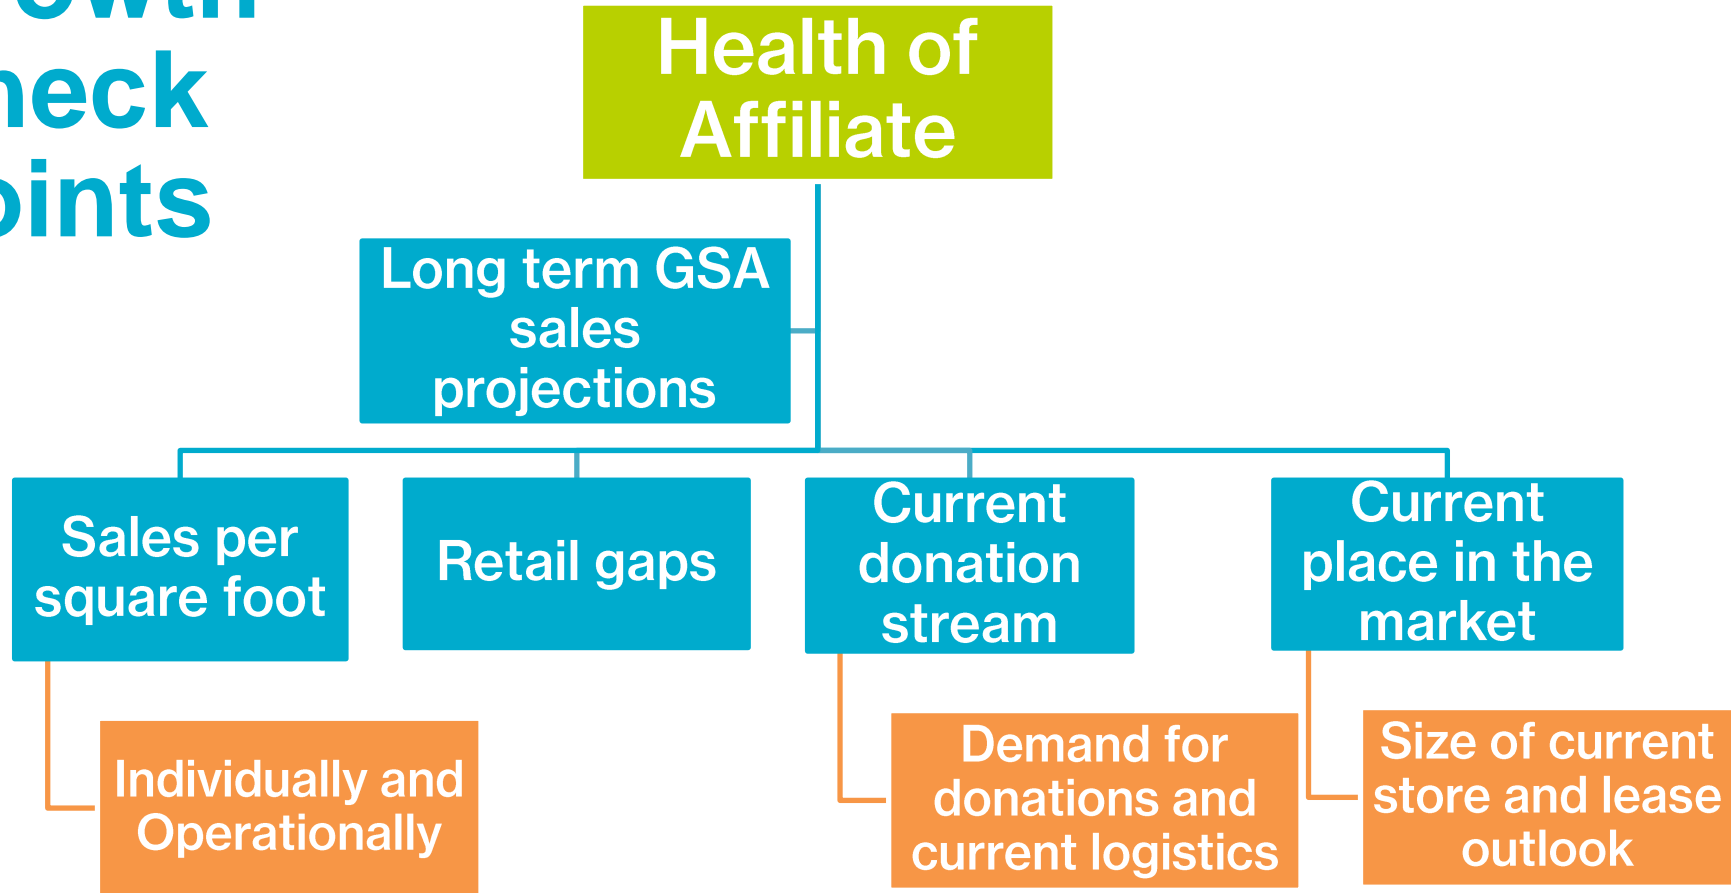 owth
heck
oints
Health of
Affiliate
Long term GSA
sales
projections
Sales per
square foot
Retail gaps
Current
donation
stream
Current
place in the
market
Individually and
Operationally
Demand for
donations and
current logistics
Size of current
store and lease
outlook